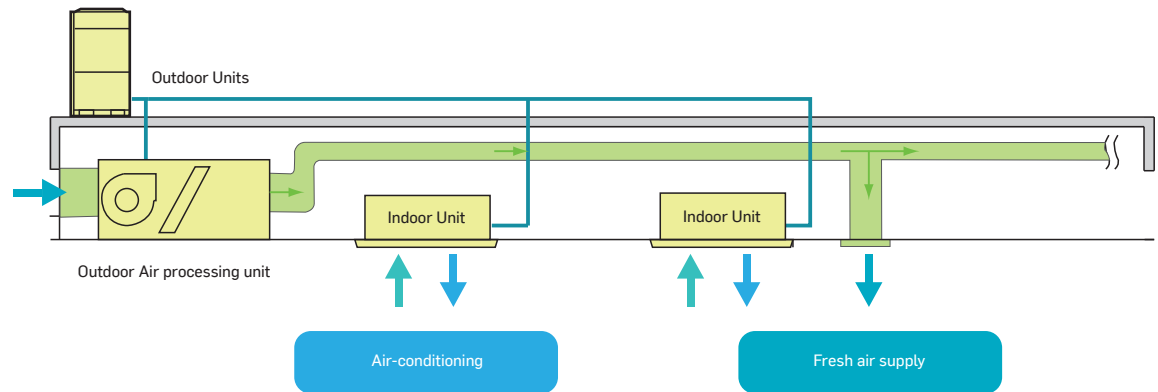 Outdoor Units
Indoor Unit
Indoor Unit
Outdoor Air processing unit
Air-conditioning
Fresh air supply